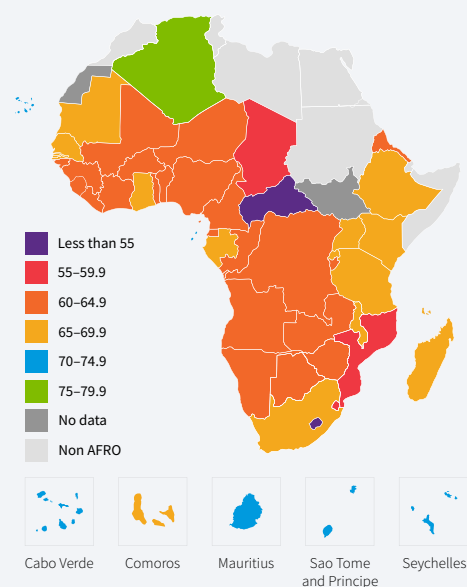 Less than 55
55–59.9
60–64.9
65–69.9
70–74.9
75–79.9
No data
Non AFRO
Cabo Verde
Comoros
Mauritius
Sao Tome
and Principe
Seychelles